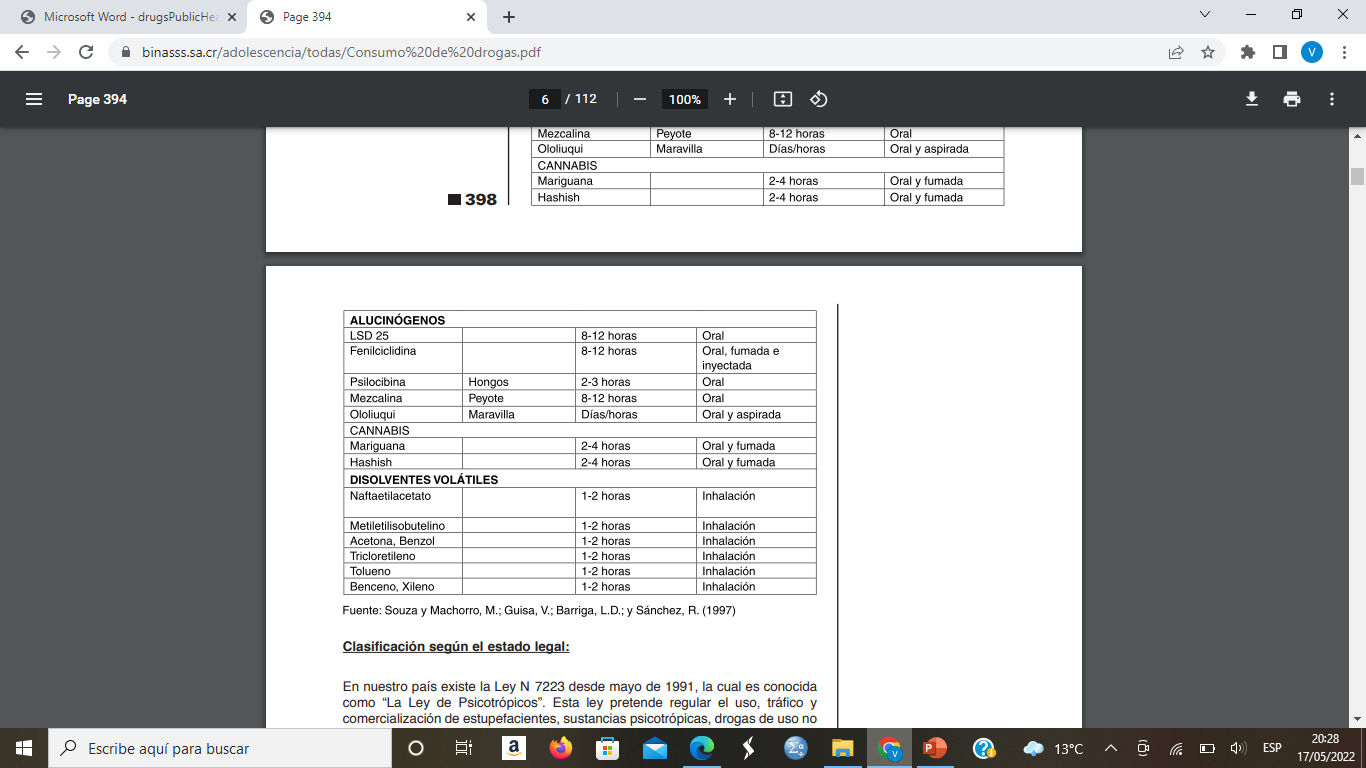 Microsoft Word - drugsPublicHea
Page 394
binasss.sa.cr/adolescencia/todas/Consumo%20de%20drogas.pdf
V
Page 394
6 / 112
100%
Mezcalina Peyote 8-12 horas Oral
Ololiuqui Maravilla Días/horas Oral y aspirada
CANNABIS
Mariguana 2-4 horas Oral y fumada
Hashish 2-4 horas Oral y fumada
398
ALUCINÓGENOS
LSD 25 8-12 horas Oral
Fenilciclidina 8-12 horas Oral, fumada e
inyectada
Psilocibina Hongos 2-3 horas Oral
Mezcalina Peyote 8-12 horas Oral
Ololiuqui Maravilla Días/horas Oral y aspirada
CANNABIS
Mariguana 2-4 horas Oral y fumada
Hashish 2-4 horas Oral y fumada
DISOLVENTES VOLÁTILES
Naftaetilacetato 1-2 horas Inhalación
Metiletilisobutelino 1-2 horas Inhalación
Acetona, Benzol 1-2 horas Inhalación
Tricloretileno 1-2 horas Inhalación
Tolueno 1-2 horas Inhalación
Benceno, Xileno 1-2 horas Inhalación
Fuente: Souza y Machorro, M.; Guisa, V.; Barriga, L.D.; y Sánchez, R. (1997)
Clasificación según el estado legal:
En nuestro país existe la Ley N 7223 desde mayo de 1991, la cual es conocida
como “La Ley de Psicotrópicos”. Esta ley pretende regular el uso, tráfico y
comercialización de estupefacientes, sustancias psicotrópicas, drogas de uso no
Escribe aquí para buscar
13°C
ESP
20:28
17/05/2022